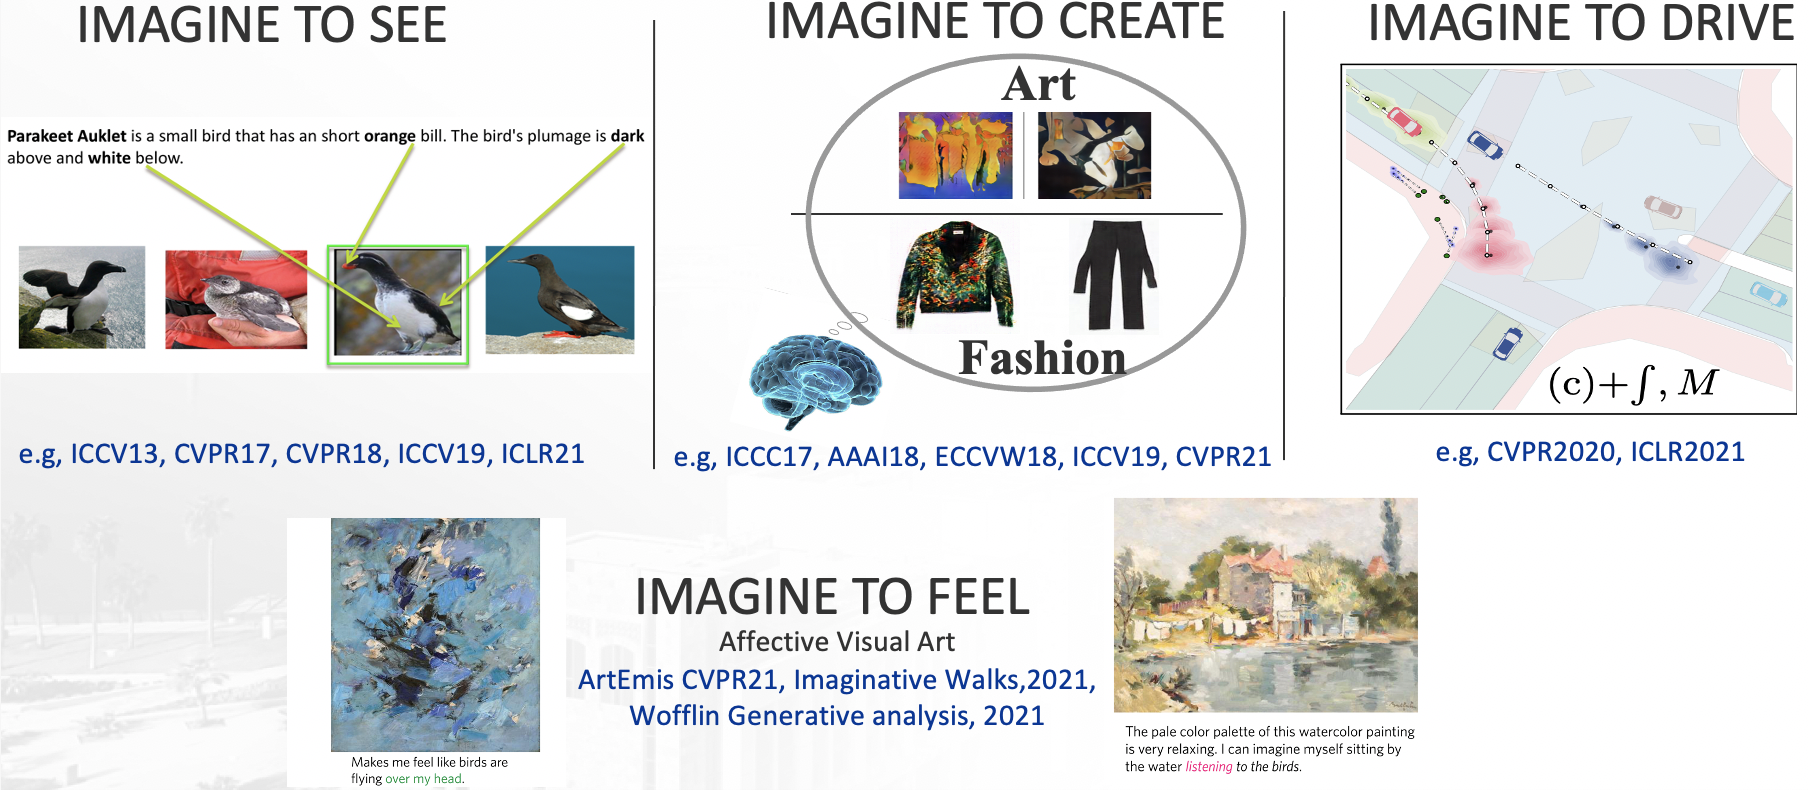 IMAGINE TO SEE
Parakeet Auklet is a small bird that has an short orange bill. The bird's plumage is dark
above and white below.
e.g, ICCV13, CVPR17, CVPR18, ICCV19, ICLR21
IMAGINE TO CREATE
Art
Fashion
e.g, ICCC17, AAAI18, ECCVW18, ICCV19, CVPR21
IMAGINE TO DRIVE
(c)+∫, M
e.g, CVPR2020, ICLR2021
Makes me feel like birds are
flying over my head.
IMAGINE TO FEEL
Affective Visual Art
ArtEmis CVPR21, Imaginative Walks,2021,
Wofflin Generative analysis, 2021
The pale color palette of this watercolor painting
is very relaxing. I can imagine myself sitting by
the water listening to the birds.